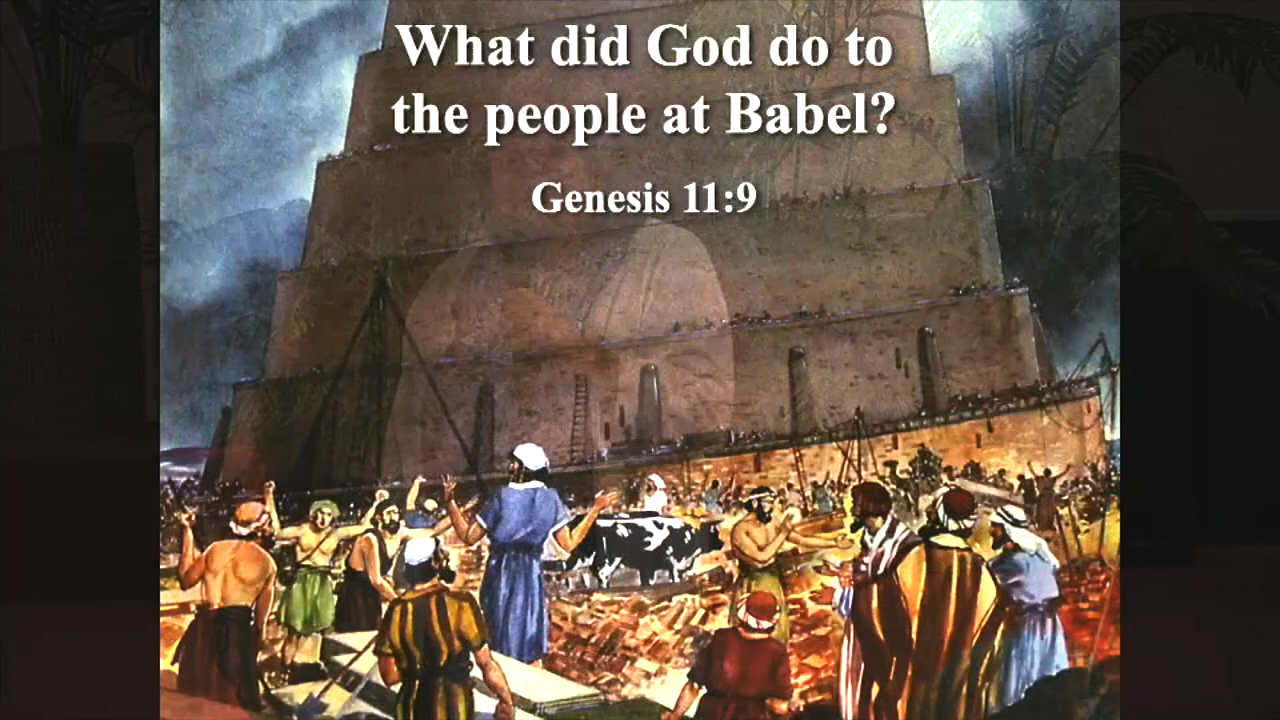 What did God do to
the people at Babel?
Genesis 11:9